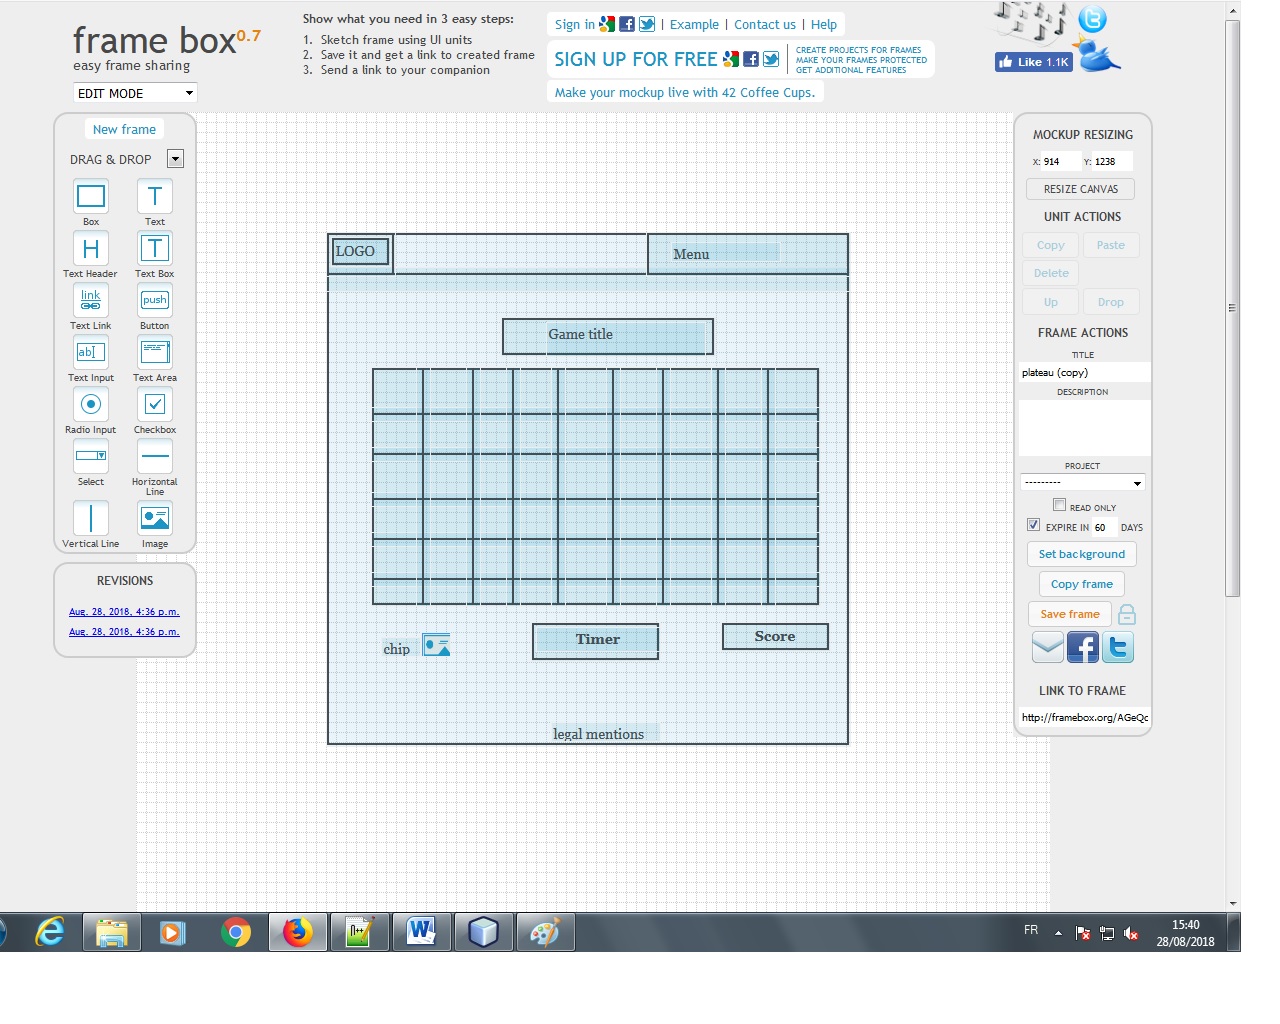 frame box0.7
easy frame sharing
EDIT MODE
Show what you need in 3 easy steps:
1. Sketch frame using UI units
2. Save it and get a link to created frame
3. Send a link to your companion
Sign in | Example | Contact us | Help
SIGN UP FOR FREE
CREATE PROJECTS FOR FRAMES
MAKE YOUR FRAMES PROTECTED
GET ADDITIONAL FEATURES
Make your mockup live with 42 Coffee Cups.
Like 1.1K
New frame
DRAG & DROP
T
Box Text
H T
Text Header Text Box
link push
Text Link Button
ab
Text Input Text Area
Radio Input Checkbox
Select Horizontal
Line
Vertical Line Image
REVISIONS
Aug. 28, 2018, 4:36 p.m.
Aug. 28, 2018, 4:36 p.m.
LOGO
Menu
Game title
chip
Timer
Score
legal mentions
MOCKUP RESIZING
X: 914 Y: 1238
RESIZE CANVAS
UNIT ACTIONS
Copy Paste
Delete
Up Drop
FRAME ACTIONS
TITLE
plateau (copy)
DESCRIPTION
PROJECT
---------
READ ONLY
EXPIRE IN 60 DAYS
Set background
Copy frame
Save frame
LINK TO FRAME
http://framebox.org/AGeQc
FR
15:40
28/08/2018